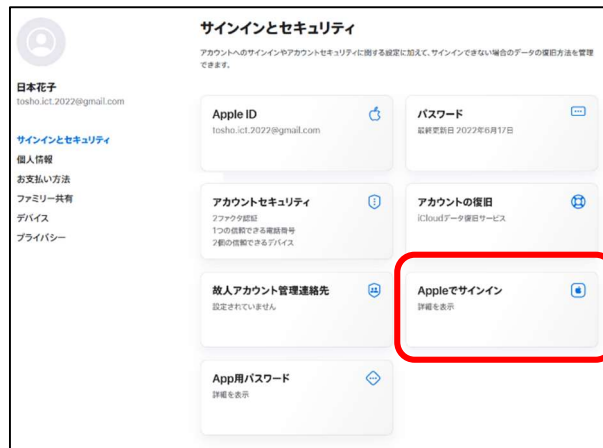 サインインとセキュリティ
アカウントへのサインインやアカウントセキュリティに関する設定に加えて、サインインできない場合のデータの復旧方法を管理
できます。
日本花子
tosho.ict.2022@gmail.com
サインインとセキュリティ
個人情報
お支払い方法
ファミリー共有
デバイス
プライバシー
Apple ID
tosho.ict.2022@gmail.com
パスワード
最終更新日 2022年6月17日
アカウントセキュリティ
2ファクタ認証
1つの信頼できる電話番号
2個の信頼できるデバイス
アカウントの復旧
iCloudデータ復旧サービス
故人アカウント管理連絡先
設定されていません
Appleでサインイン
詳細を表示
App用パスワード
詳細を表示